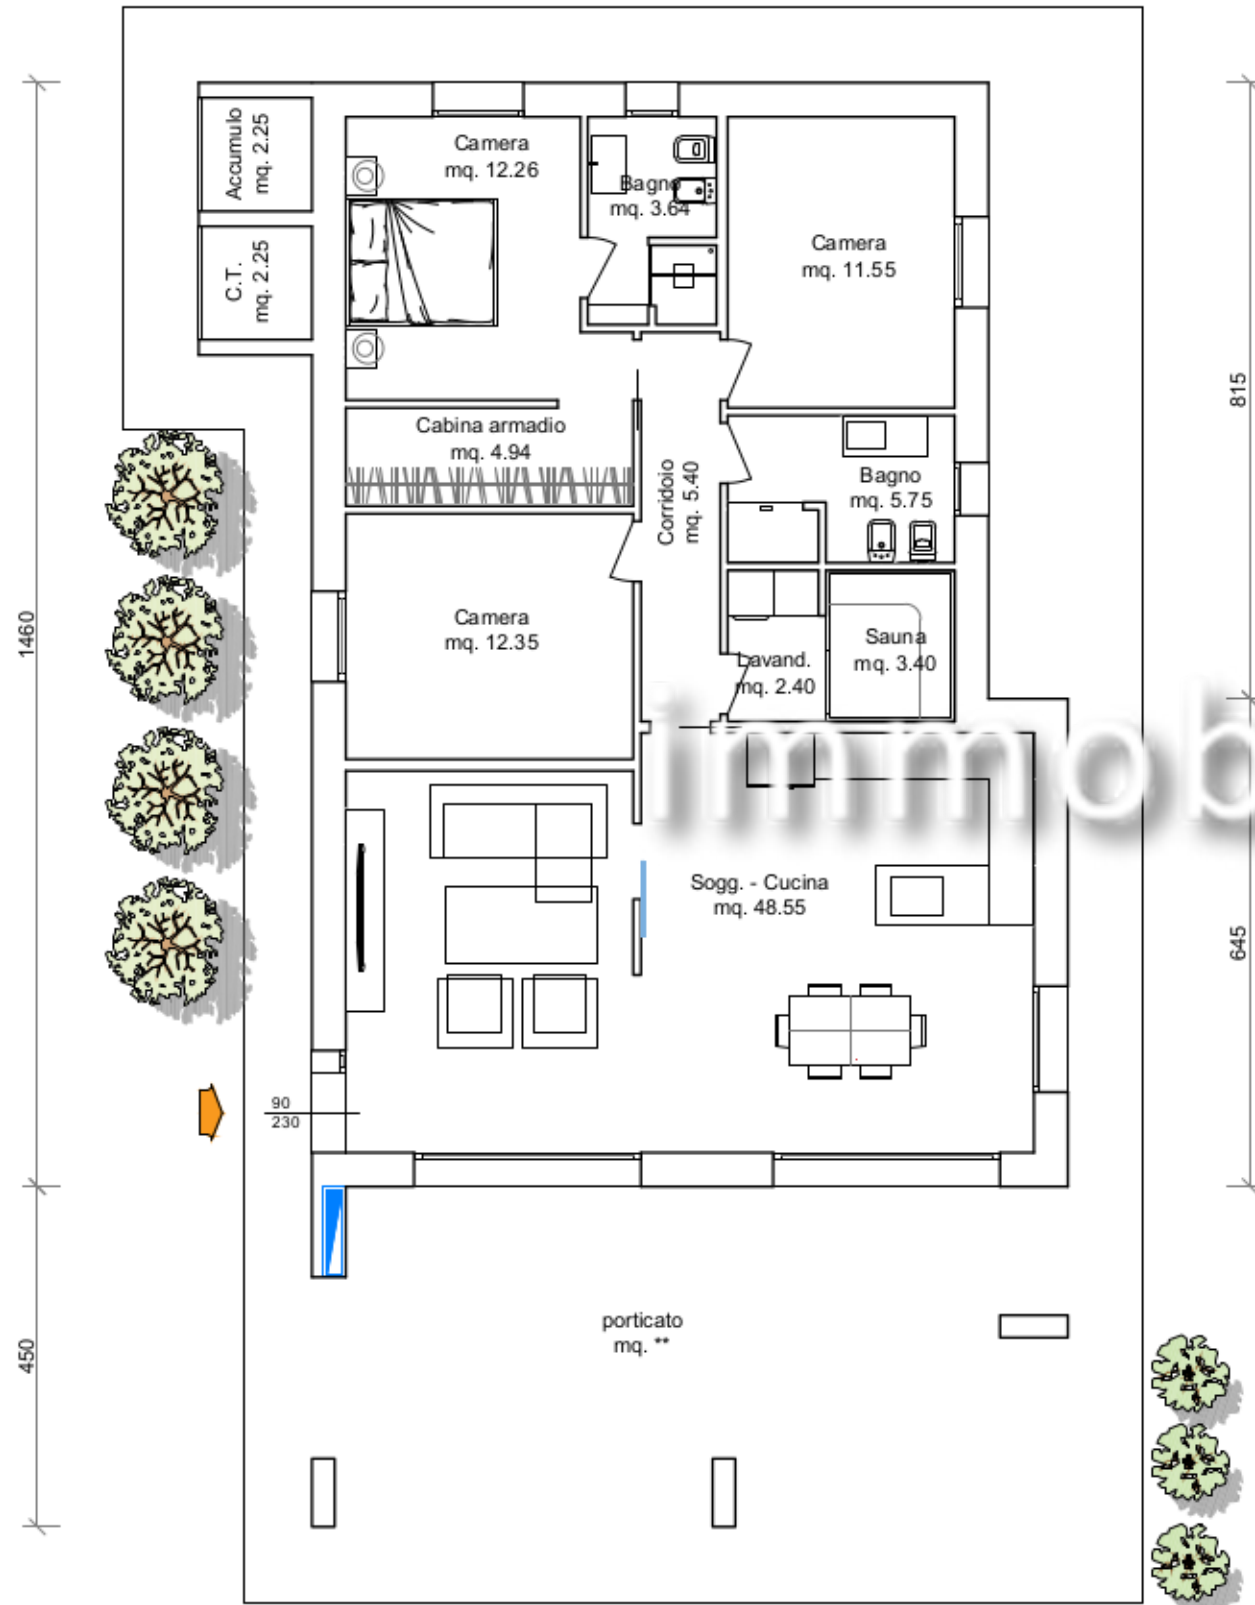 Accumulo
mq. 2.25
Camera
mq. 12.26
Bagno
mq. 3.64
Camera
mq. 11.55
C.T.
mq. 2.25
815
Cabina armadio
mq. 4.94
Corridoio
mq. 5.40
Bagno
mq. 5.75
1460
Camera
mq. 12.35
Lavand.
mq. 2.40
Sauna
mq. 3.40
immob
Sogg. - Cucina
mq. 48.55
645
90
230
450
porticato
mq. **